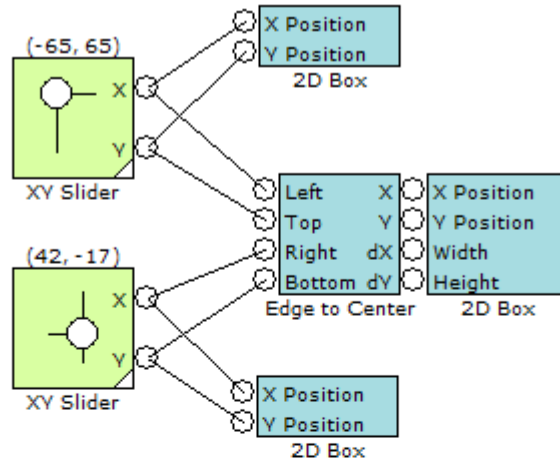 X Position
Y Position
2D Box
(-65, 65)
X
Y
XY Slider
Left X X Position
Top Y Y Position
Right dX Width
Bottom dY Height
Edge to Center 2D Box
(42, -17)
X
Y
XY Slider
X Position
Y Position
2D Box